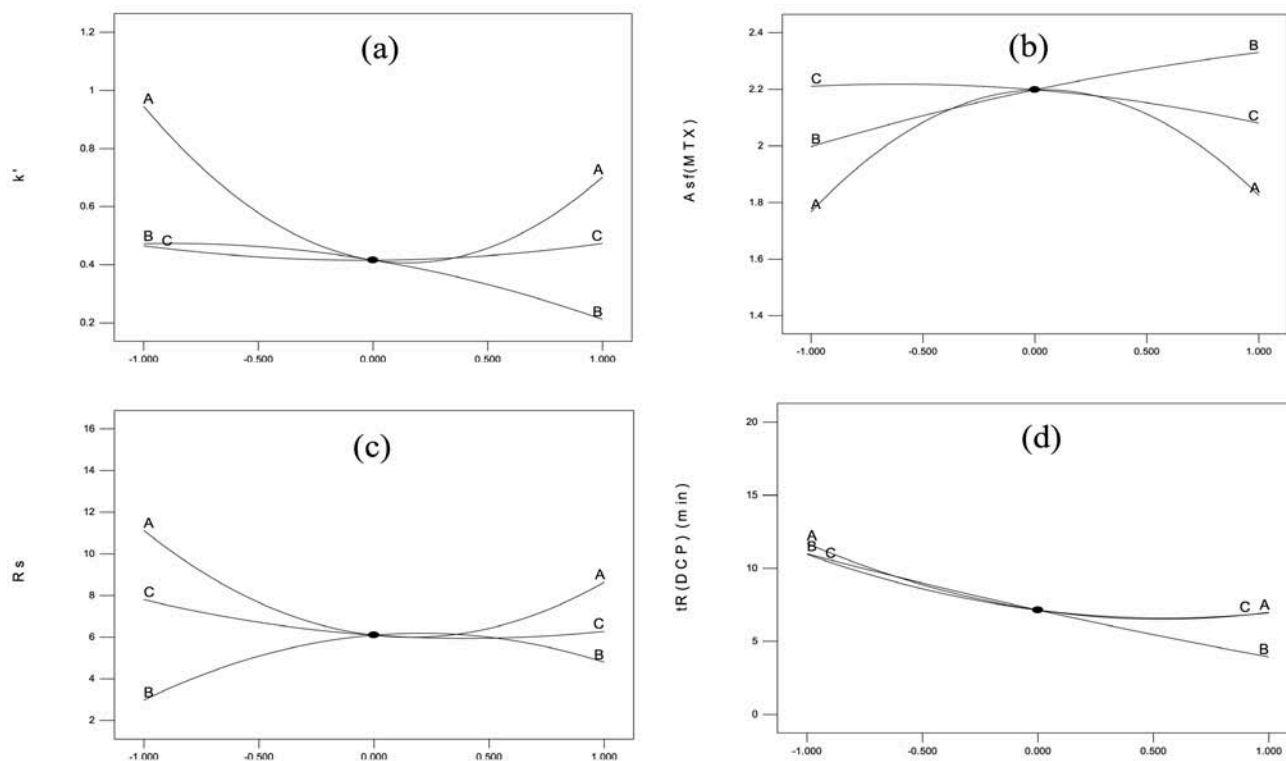 (a)
k'
1.2
1
0.8
0.6
0.4
0.2
A
B C
A
C
B
-1.000 -0.500 0.000 0.500 1.000
(b)
Asf(MTX)
2.4
2.2
2
1.8
1.6
1.4
C
B
A
B
C
A
-1.000 -0.500 0.000 0.500 1.000
(c)
Rs
16
14
12
10
8
6
4
2
A
C
B
A
C
B
-1.000 -0.500 0.000 0.500 1.000
(d)
tR(DCP) (min)
20
15
10
5
0
A
B C
C A
B
-1.000 -0.500 0.000 0.500 1.000